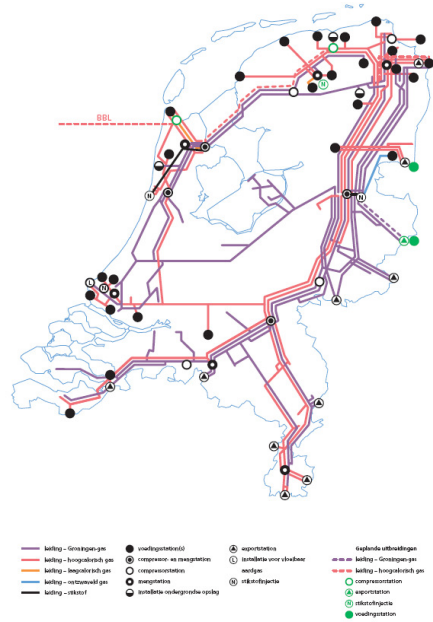 BBL
N
N
L
N
N
leiding – Groningen-gas
leiding – hoogcalorisch gas
leiding – laagcalorisch gas
leiding – ontzwaveld gas
leiding – stikstof
voedingstation(s)
compressor- en mengstation
compressorstation
mengstation
installatie ondergrondse opslag
exportstation
L installatie voor vloeibaar
aardgas
N stikstofinjectie
Geplande uitbreidingen
leiding – Groningen-gas
leiding – hoogcalorisch gas
compressorstation
exportstation
N stikstofinjectie
voedingstation